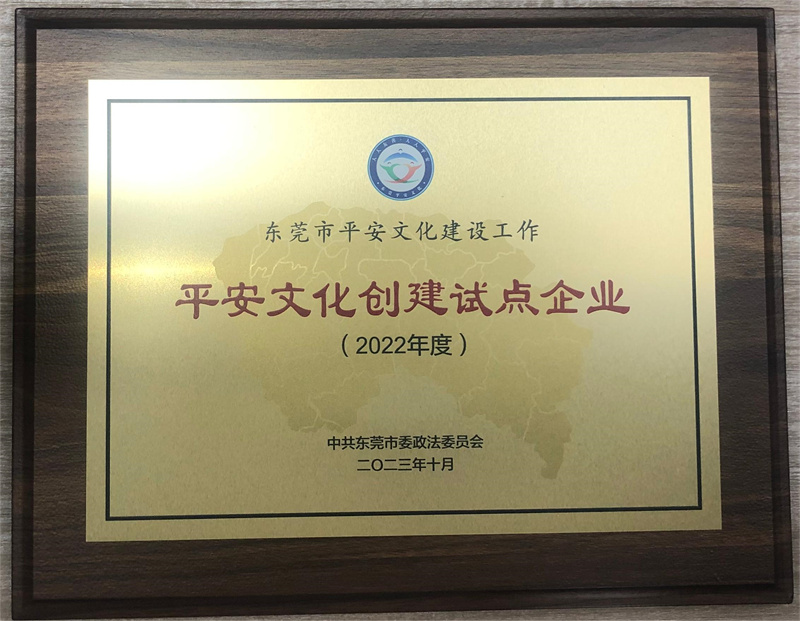 东莞市平安文化建设工作
平安文化创建试点企业
（2022年度）
中共东莞市委政法委员会
二〇二三年十月